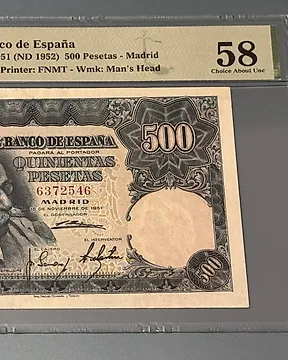 co de España
51 (ND 1952) 500 Pesetas - Madrid
Printer: FNMT - Wmk: Man's Head
58
Choice About Unc
BANCO DE ESPAÑA
PAGARÁ AL PORTADOR
QUINIENTAS
PESETAS
6372546
MADRID
15 DE NOVIEMBRE DE 1951
EL GOBERNADOR
EL CAJERO
EL INTERVENTOR
500
500